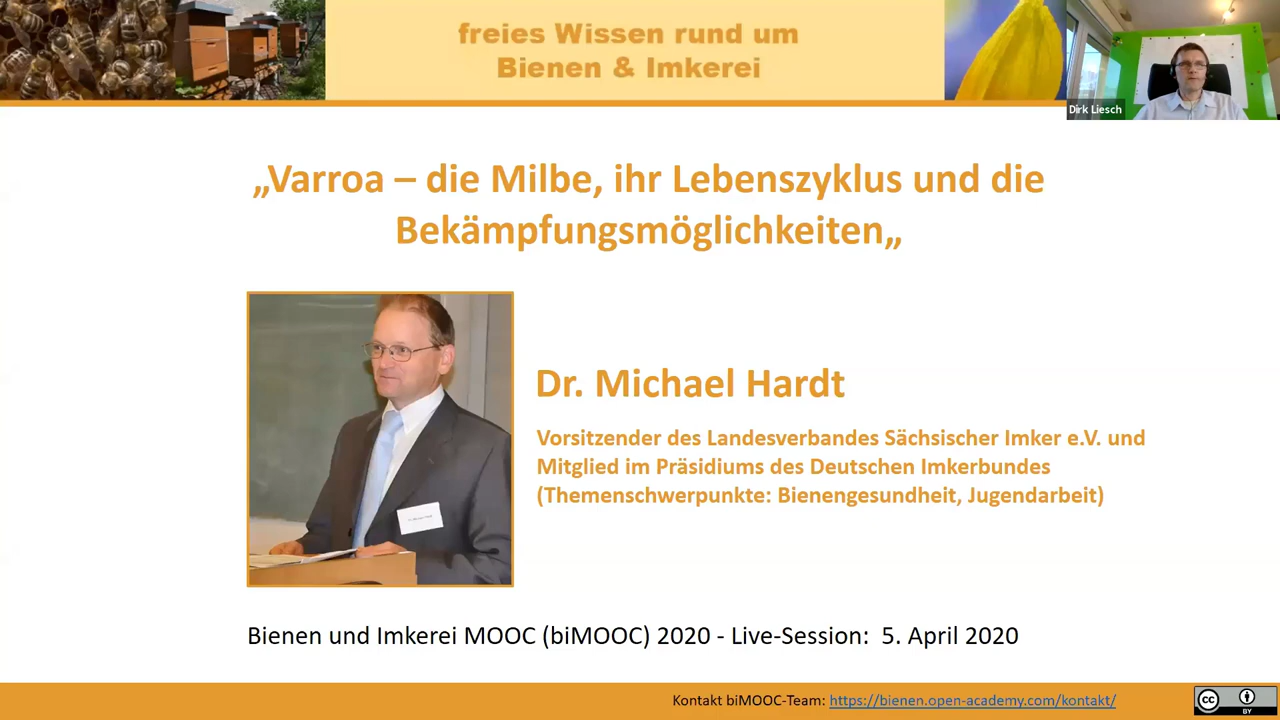 freies Wissen rund um
Bienen & Imkerei
Dirk Liesch
„Varroa – die Milbe, ihr Lebenszyklus und die
Bekämpfungsmöglichkeiten„
Dr. Michael Hardt
Vorsitzender des Landesverbandes Sächsischer Imker e.V. und
Mitglied im Präsidiums des Deutschen Imkerbundes
(Themenschwerpunkte: Bienengesundheit, Jugendarbeit)
Bienen und Imkerei MOOC (biMOOC) 2020 - Live-Session: 5. April 2020
Kontakt biMOOC-Team: https://bienen.open-academy.com/kontakt/
cc
BY